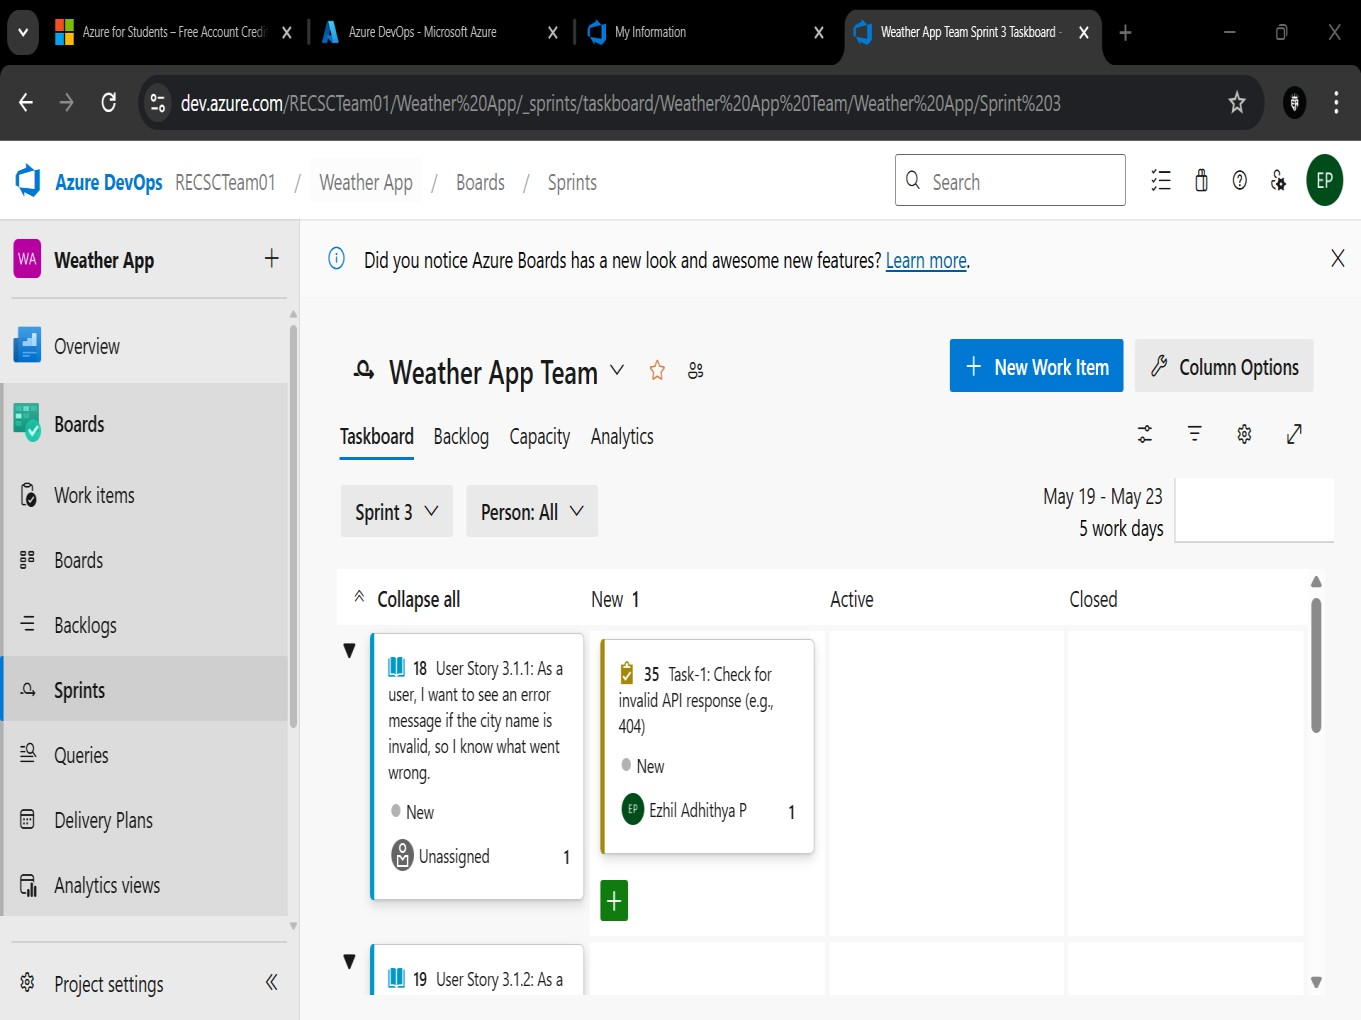 Azure for Students – Free Account Credi
Azure DevOps - Microsoft Azure
My Information
Weather App Team Sprint 3 Taskboard -
dev.azure.com/RECSCTeam01/Weather%20App/_sprints/taskboard/Weather%20App%20Team/Weather%20App/Sprint%203
Azure DevOps RECSCTeam01 / Weather App / Boards / Sprints
Search
EP
WA Weather App
Did you notice Azure Boards has a new look and awesome new features? Learn more.
Overview
Boards
Work items
Boards
Backlogs
Sprints
Queries
Delivery Plans
Analytics views
Project settings
Weather App Team
New Work Item
Column Options
Taskboard Backlog Capacity Analytics
Sprint 3
Person: All
May 19 - May 23
5 work days
Collapse all
New 1
Active
Closed
18 User Story 3.1.1: As a
user, I want to see an error
message if the city name is
invalid, so I know what went
wrong.
New
Unassigned 1
35 Task-1: Check for
invalid API response (e.g.,
404)
New
EP Ezhil Adhithya P 1
19 User Story 3.1.2: As a